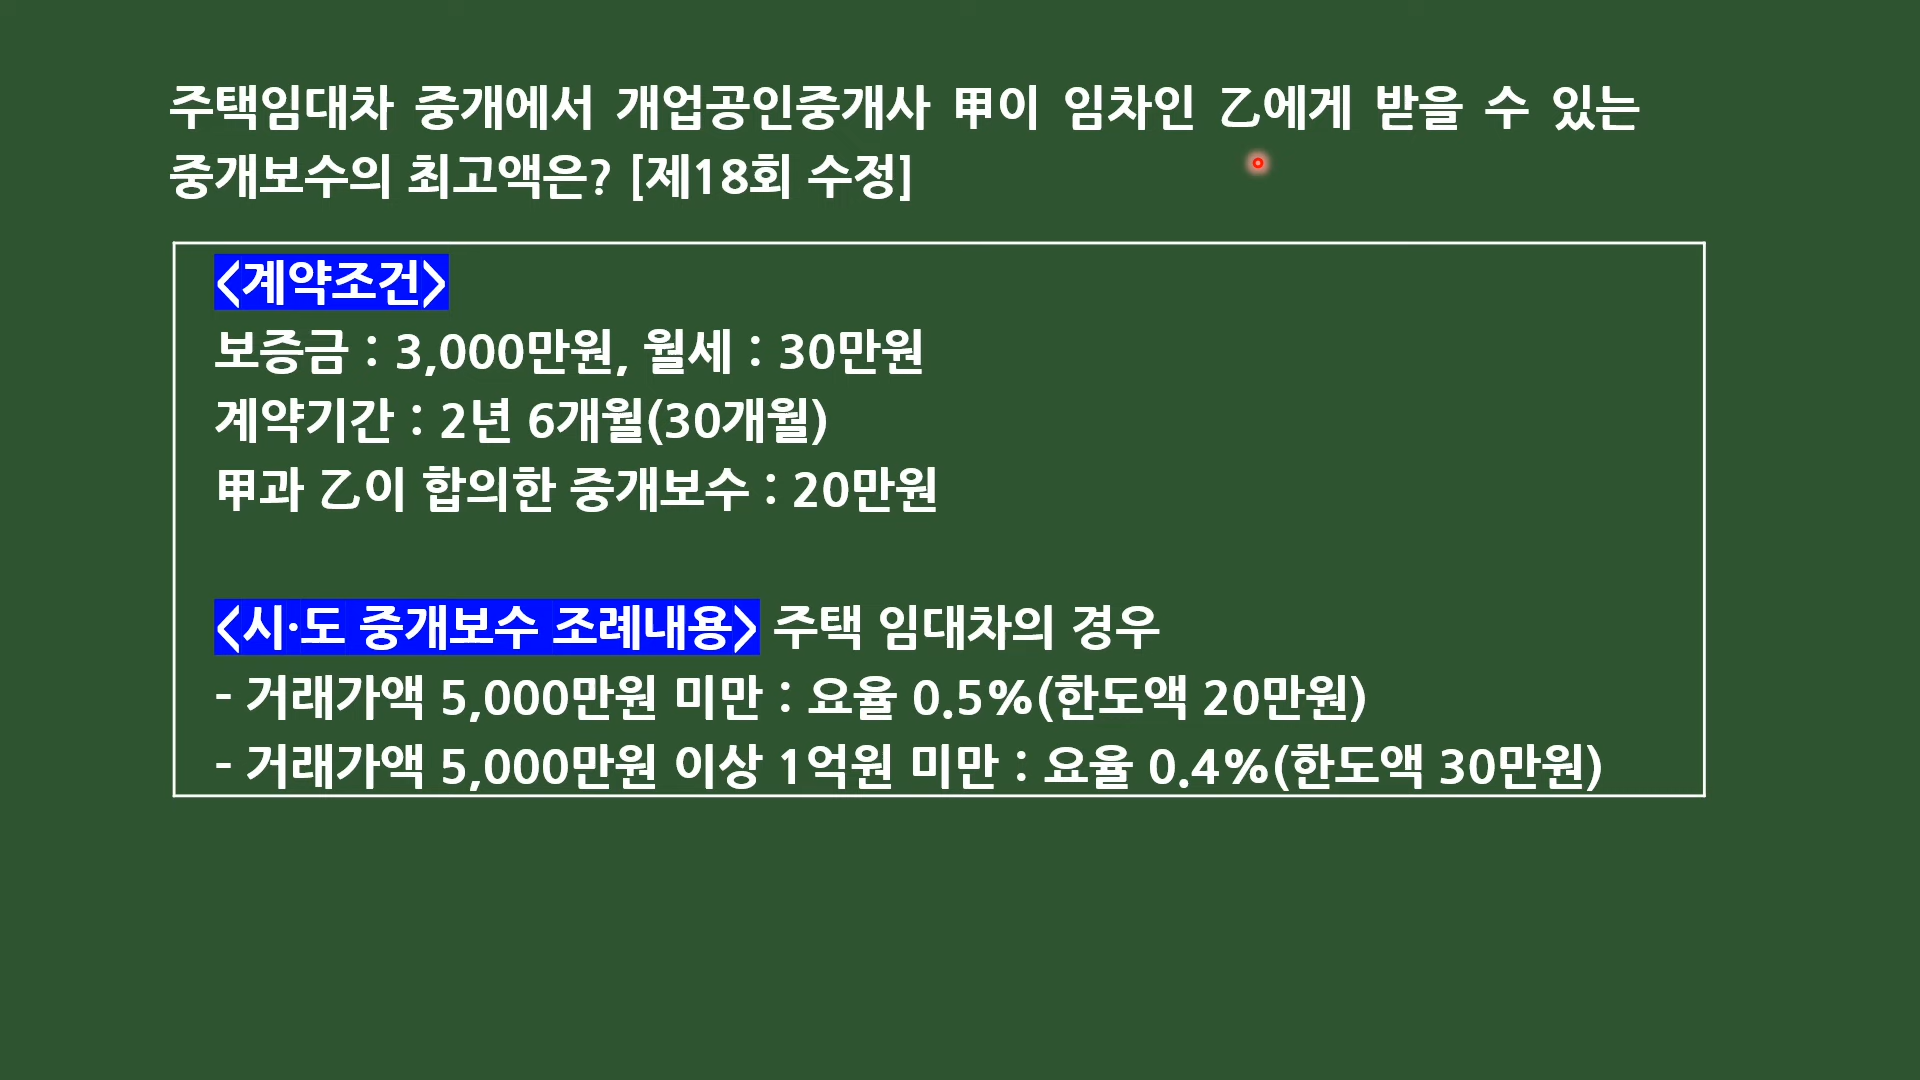 주택임대차 중개에서 개업공인중개사 甲이 임차인 乙에게 받을 수 있는
중개보수의 최고액은? [제18회 수정]
<계약조건>
보증금 : 3,000만원, 월세 : 30만원
계약기간 : 2년 6개월(30개월)
甲과 乙이 합의한 중개보수 : 20만원
<시·도 중개보수 조례내용> 주택 임대차의 경우
- 거래가액 5,000만원 미만 : 요율 0.5%(한도액 20만원)
- 거래가액 5,000만원 이상 1억원 미만 : 요율 0.4%(한도액 30만원)